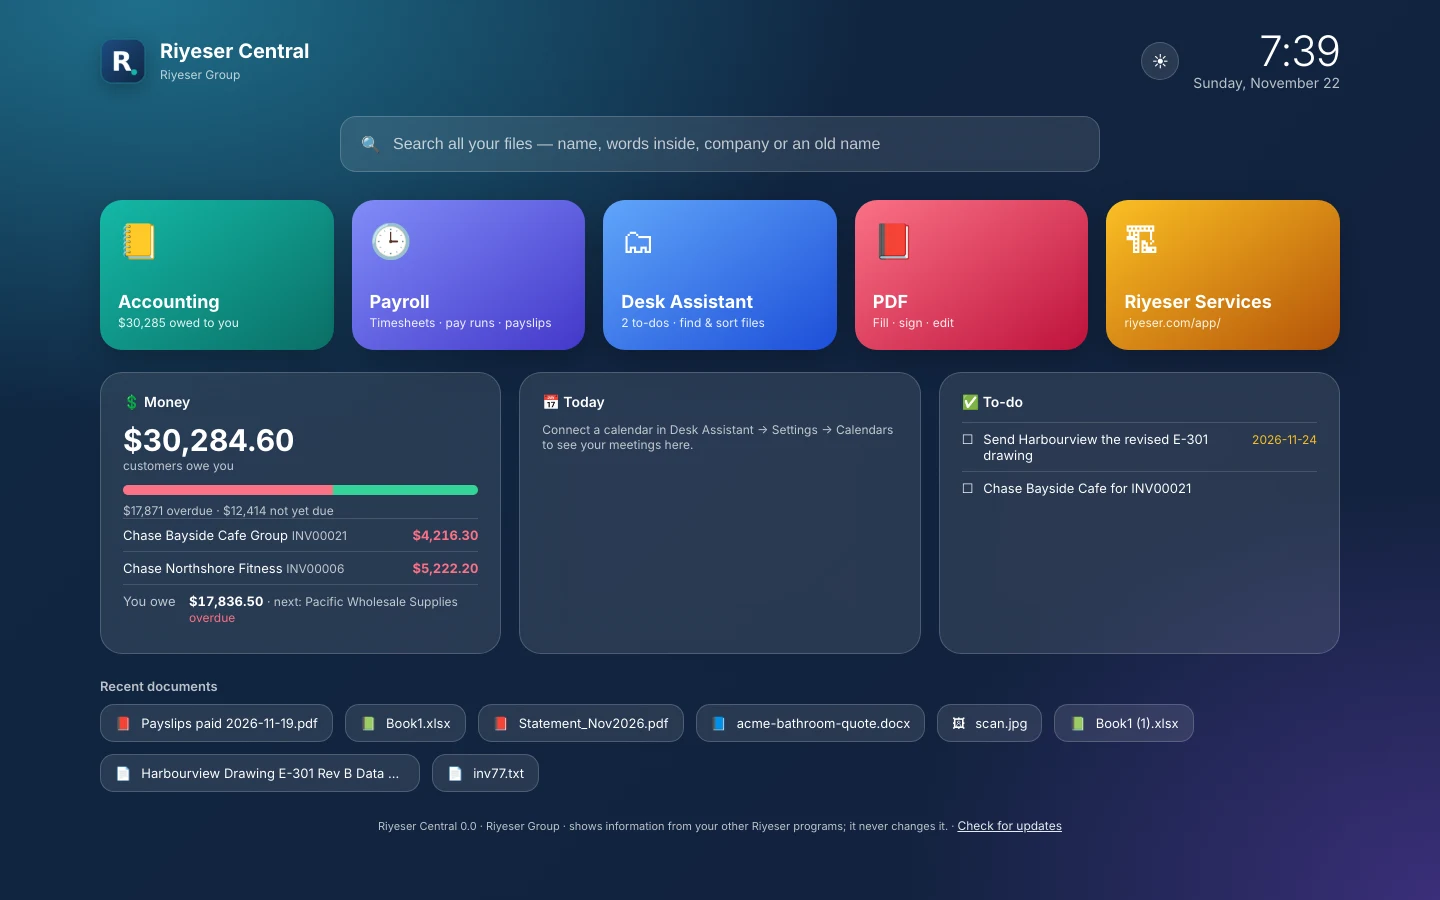 R.
Riyeser Central
Riyeser Group
7:39
Sunday, November 22
Search all your files — name, words inside, company or an old name
Accounting
$30,285 owed to you
Payroll
Timesheets · pay runs · payslips
Desk Assistant
2 to-dos · find & sort files
PDF
Fill · sign · edit
Riyeser Services
riyeser.com/app/
Money
$30,284.60
customers owe you
$17,871 overdue · $12,414 not yet due
Chase Bayside Cafe Group INV00021 $4,216.30
Chase Northshore Fitness INV00006 $5,222.20
You owe $17,836.50 · next: Pacific Wholesale Supplies
overdue
Today
Connect a calendar in Desk Assistant → Settings → Calendars
to see your meetings here.
To-do
Send Harbourview the revised E-301 2026-11-24
drawing
Chase Bayside Cafe for INV00021
Recent documents
Payslips paid 2026-11-19.pdf
Book1.xlsx
Statement_Nov2026.pdf
acme-bathroom-quote.docx
scan.jpg
Book1 (1).xlsx
Harbourview Drawing E-301 Rev B Data ...
inv77.txt
Riyeser Central 0.0 · Riyeser Group · shows information from your other Riyeser programs; it never changes it. · Check for updates